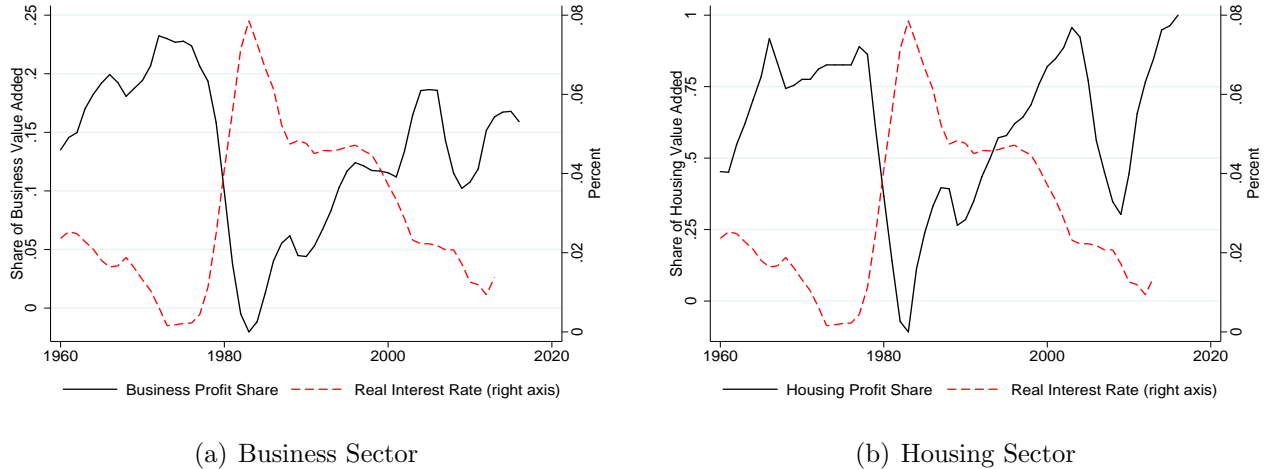 Share of Business Value Added
0 .05 .1 .15 .2 .25
0 .02 .04 .06 .08
Percent
1960 1980 2000 2020
Business Profit Share Real Interest Rate (right axis)
(a) Business Sector
Share of Housing Value Added
0 .25 .5 .75 1
0 .02 .04 .06 .08
Percent
1960 1980 2000 2020
Housing Profit Share Real Interest Rate (right axis)
(b) Housing Sector